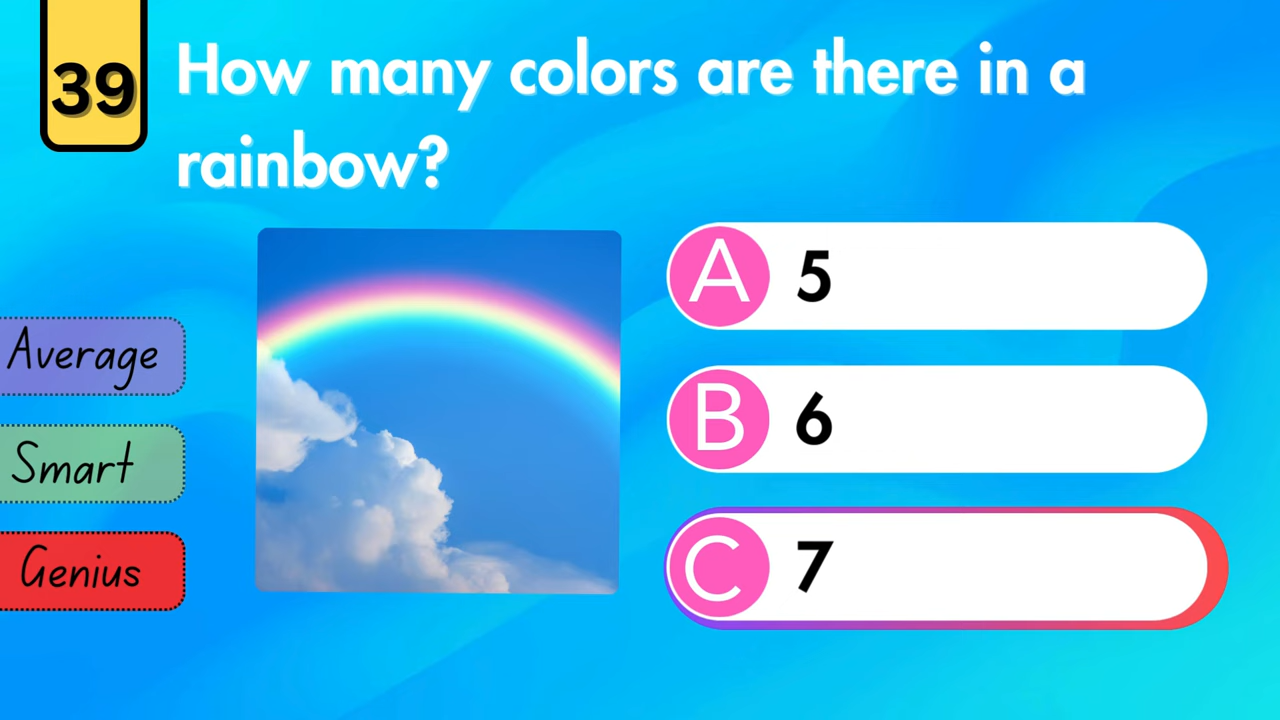 39
How many colors are there in a
rainbow?
Average
Smart
Genius
A 5
B 6
C 7